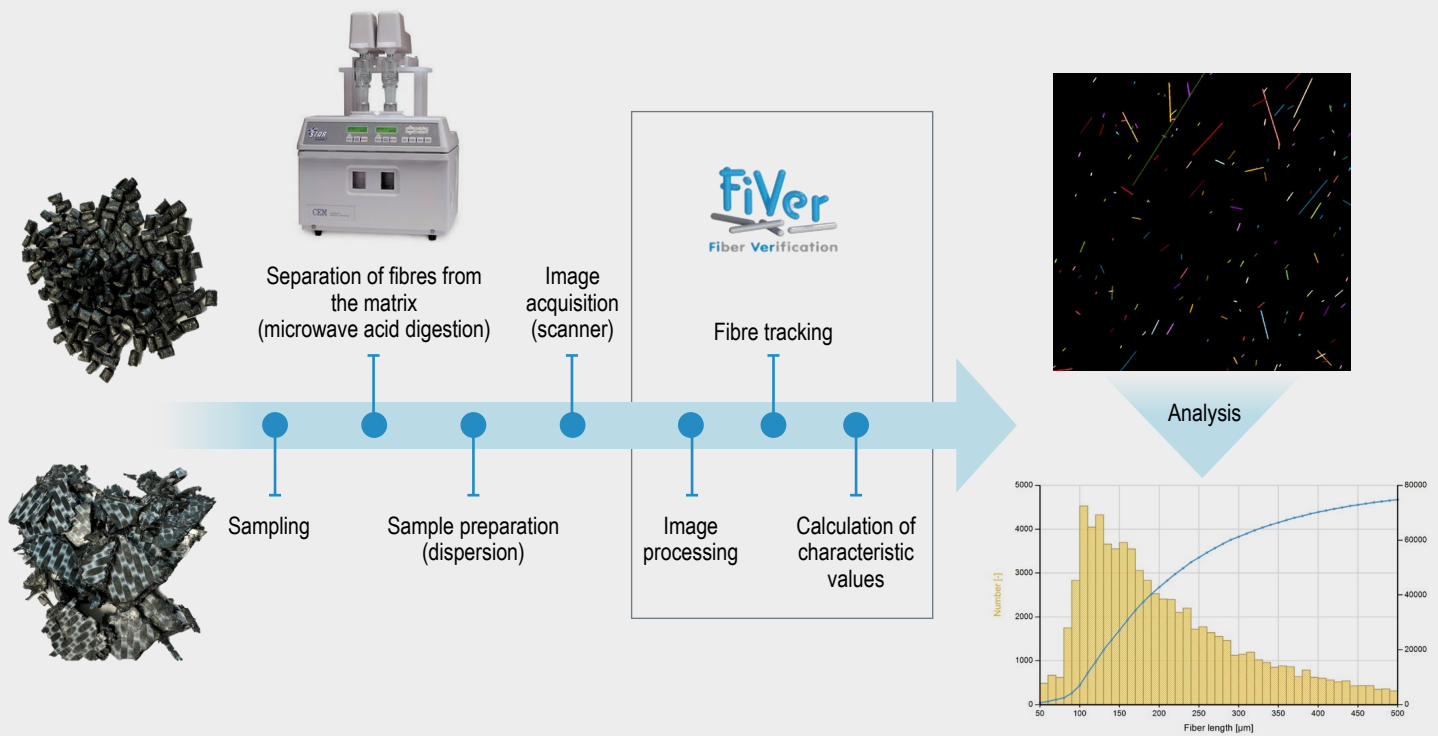 STAR
CEM
Separation of fibres from
the matrix
(microwave acid digestion)
Image
acquisition
(scanner)
FiVer
Fiber Verification
Fibre tracking
Sampling
Sample preparation
(dispersion)
Image
processing
Calculation of
characteristic
values
Analysis
5000
4000
3000
2000
1000
0
Number [-]
80000
60000
40000
20000
0
50
100
150
200
250
300
350
400
450
500
Fiber length [µm]